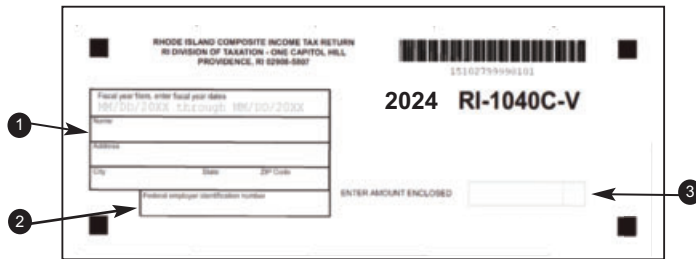 RHODE ISLAND COMPOSITE INCOME TAX RETURN
RI DIVISION OF TAXATION - ONE CAPITOL HILL
PROVIDENCE, RI 02908-5807
15102799990101
2024 RI-1040C-V
Fiscal year filers, enter fiscal year dates
MM/DD/20XX through MM/DD/20XX
1
Name
Address
City State ZIP Code
ENTER AMOUNT ENCLOSED
3
Federal employer identification number
2